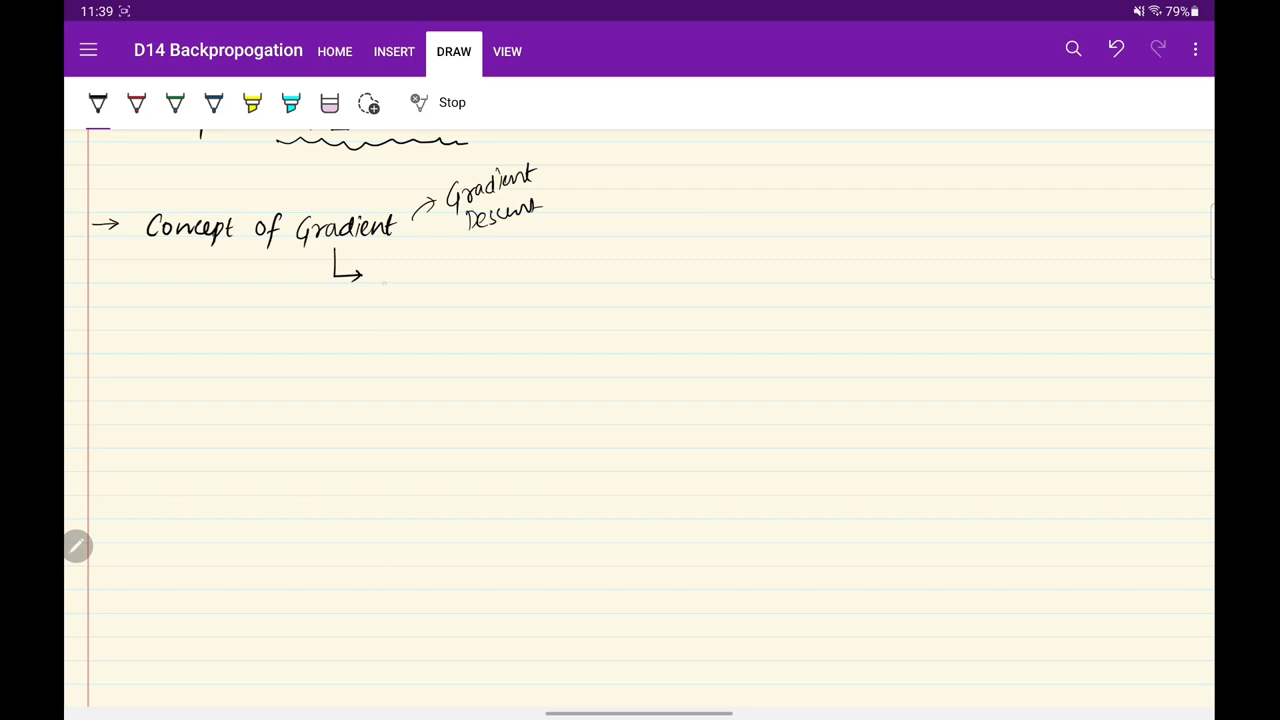 11:39 79%
D14 Backpropogation HOME INSERT DRAW VIEW
Stop
→ Concept of Gradient → Gradient
Descent